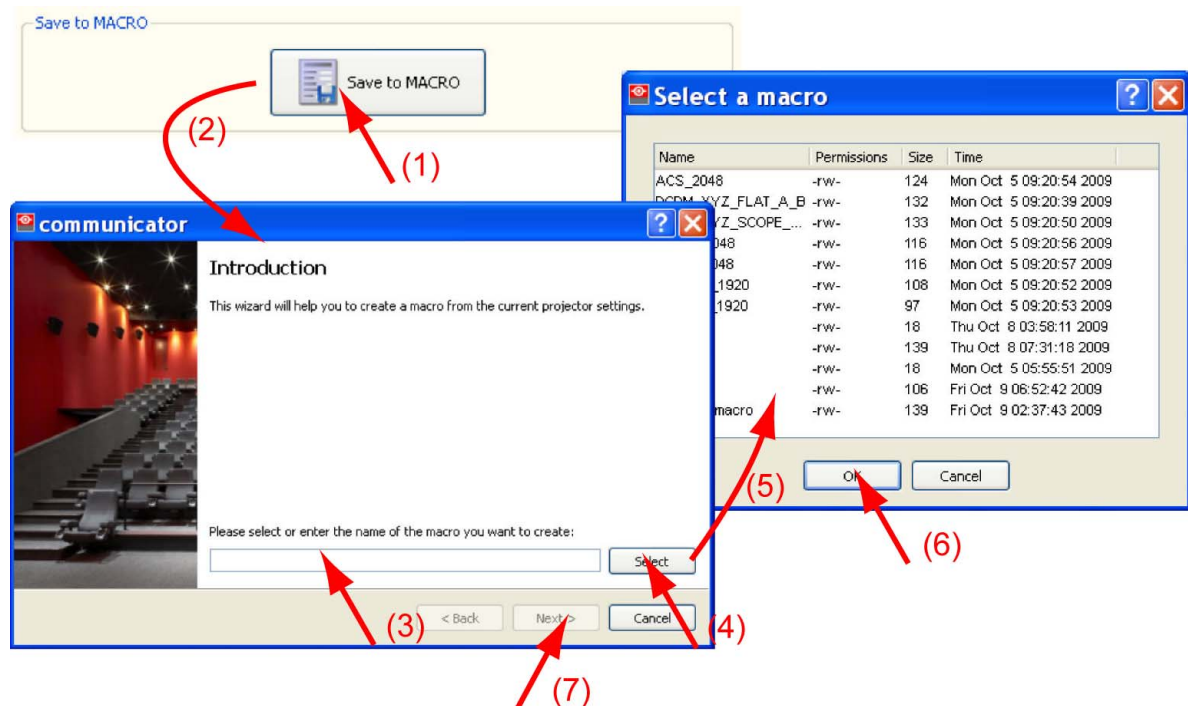 Save to MACRO
Save to MACRO
(2)
(1)
Select a macro
Name Permissions Size Time
ACS_2048 -rw- 124 Mon Oct 5 09:20:54 2009
-rw- 132 Mon Oct 5 09:20:39 2009
YZ_SCOPE_... -rw- 133 Mon Oct 5 09:20:50 2009
048 -rw- 116 Mon Oct 5 09:20:56 2009
048 -rw- 116 Mon Oct 5 09:20:57 2009
_1920 -rw- 108 Mon Oct 5 09:20:52 2009
_1920 -rw- 97 Mon Oct 5 09:20:53 2009
-rw- 18 Thu Oct 8 03:58:11 2009
-rw- 139 Thu Oct 8 07:31:18 2009
-rw- 18 Mon Oct 5 05:55:51 2009
-rw- 106 Fri Oct 9 06:52:42 2009
macro -rw- 139 Fri Oct 9 02:37:43 2009
OK Cancel
(5)
(6)
communicator
Introduction
This wizard will help you to create a macro from the current projector settings.
Please select or enter the name of the macro you want to create:
Select
< Back Next > Cancel
(3)
(4)
(7)